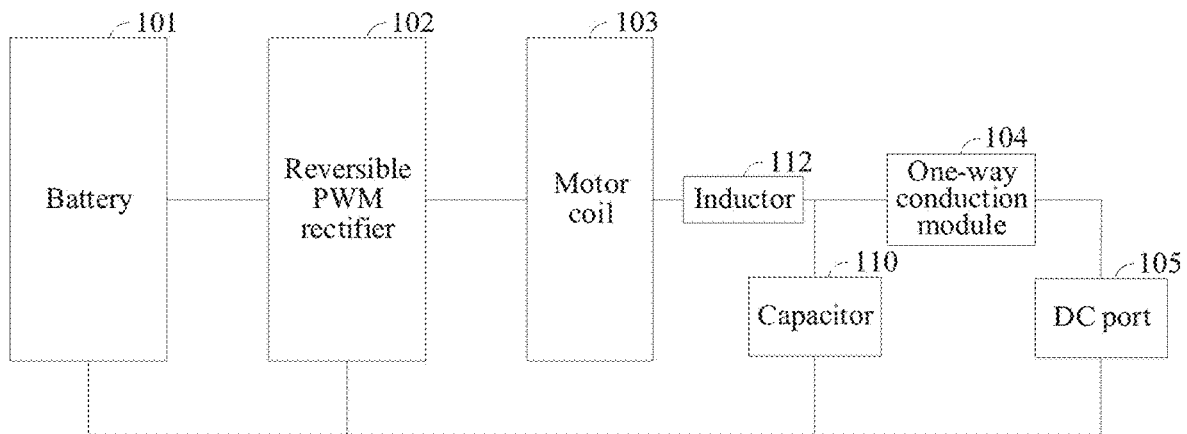 101
102
103
Battery
Reversible
PWM
rectifier
Motor
coil
112
Inductor
104
One-way
conduction
module
110
Capacitor
105
DC port